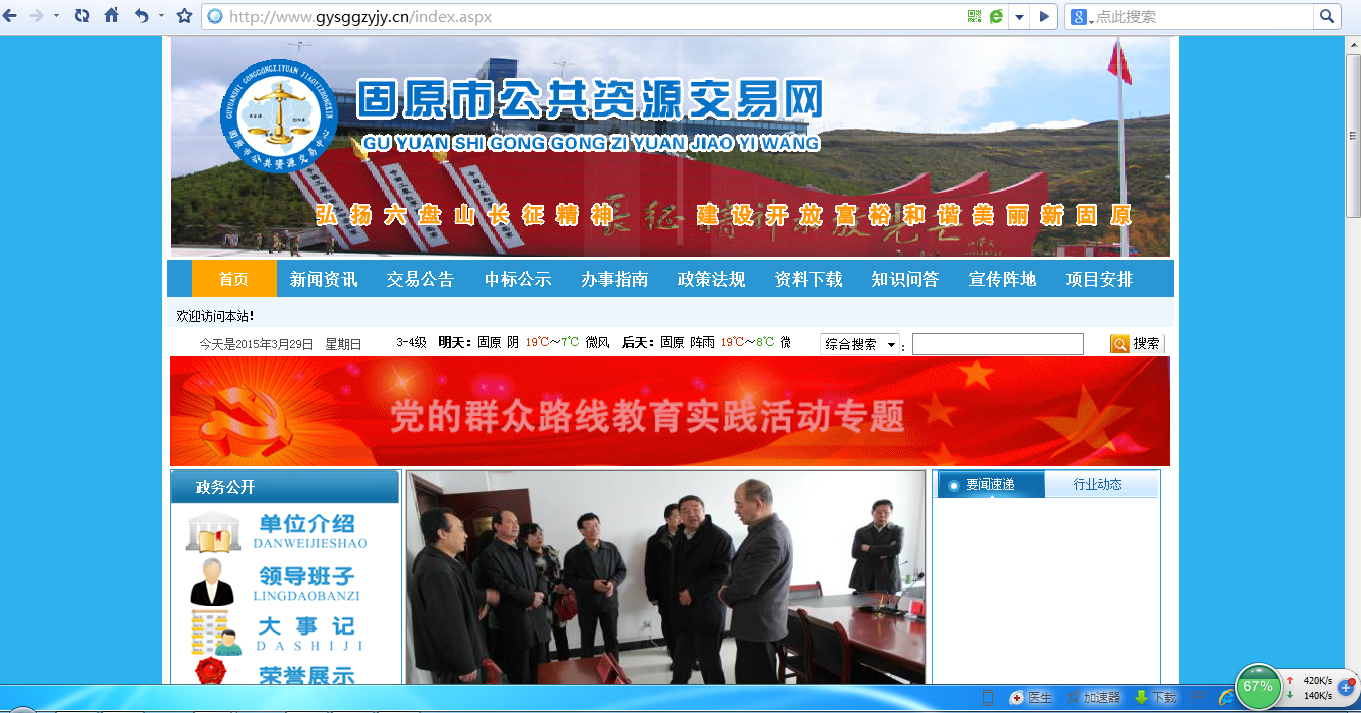 http://www.gysggzyjy.cn/index.aspx
点此搜索
GUYUANSHI GONGGONGZIYUAN JIAOYIZHONGXIN
固原市公共资源交易中心
固原市公共资源交易网
GU YUAN SHI GONG GONG ZI YUAN JIAO YI WANG
弘扬六盘山长征精神 建设开放富裕和谐美丽新固原
首页 新闻资讯 交易公告 中标公示 办事指南 政策法规 资料下载 知识问答 宣传阵地 项目安排
欢迎访问本站!
今天是2015年3月29日 星期日 3-4级 明天：固原 阴 19℃～7℃ 微风 后天：固原 阵雨 19℃～8℃ 微 综合搜索 : 搜索
党的群众路线教育实践活动专题
政务公开
要闻速递 行业动态
单位介绍
DANWEIJIESHAO
领导班子
LINGDAOBANZI
大事记
DASHIJI
荣誉展示
医生 加速器 下载
67%
420K/s
140K/s